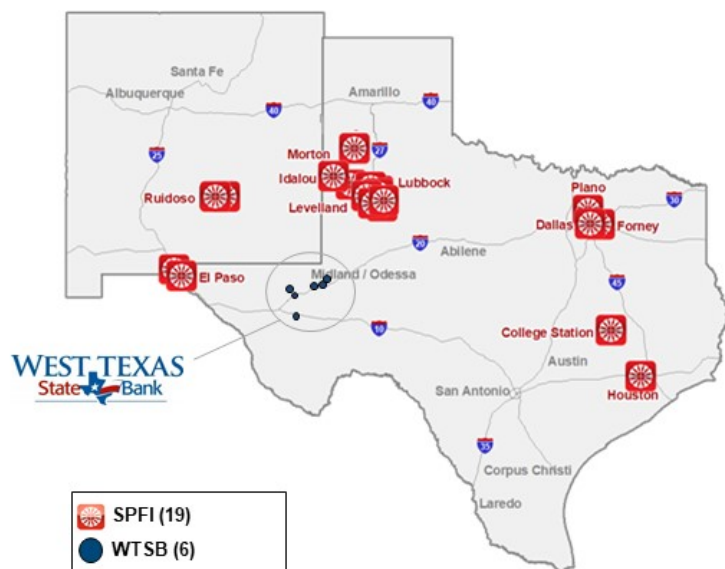 Santa Fe
Albuquerque
Amarillo
40
40
25
27
Morton
Idalou
Lubbock
Levelland
Ruidoso
Plano
30
Dallas
Forney
20
Abilene
El Paso
Midland / Odessa
45
10
College Station
WEST TEXAS
State Bank
Austin
San Antonio
Houston
35
Corpus Christi
Laredo
SPFI (19)
WTSB (6)